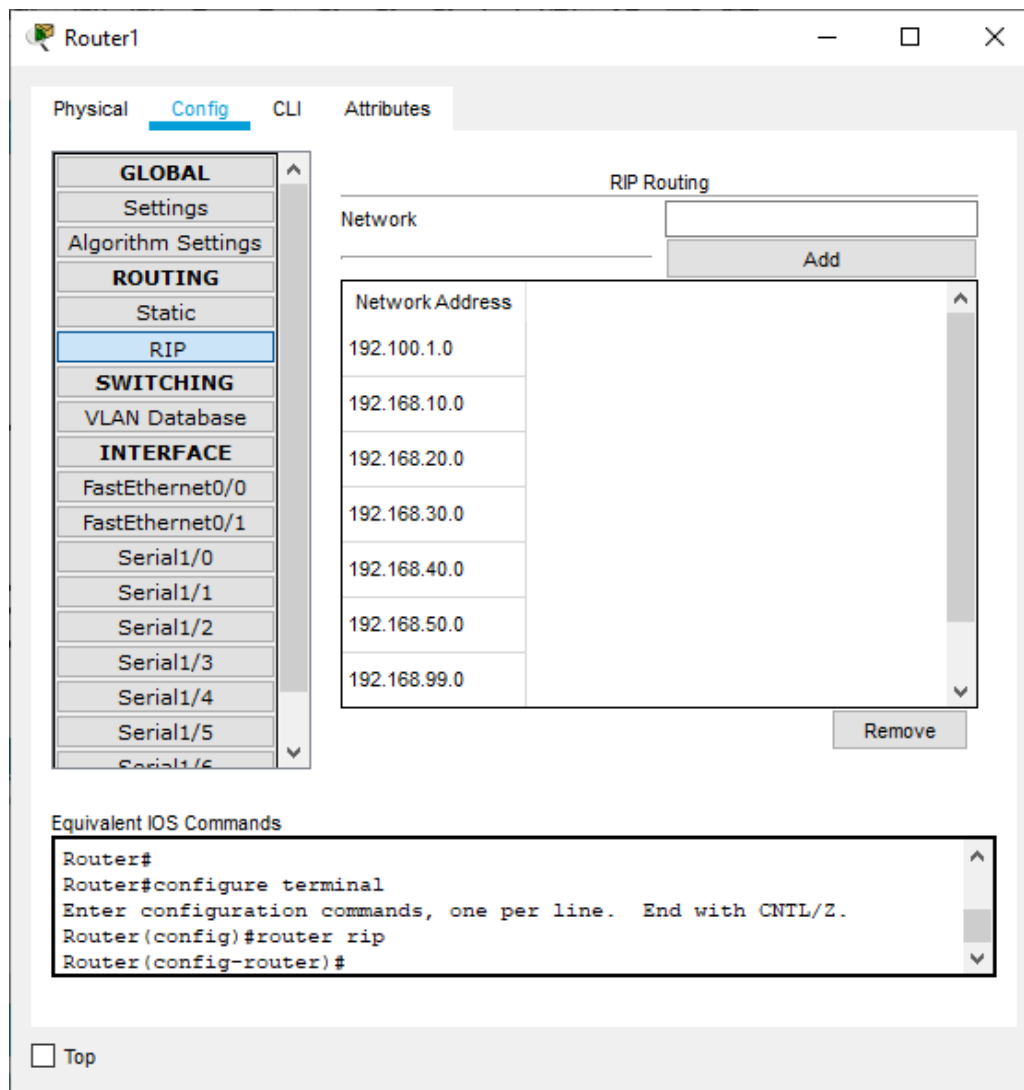 Router1
Physical Config CLI Attributes
GLOBAL
Settings
Algorithm Settings
ROUTING
Static
RIP
SWITCHING
VLAN Database
INTERFACE
FastEthernet0/0
FastEthernet0/1
Serial1/0
Serial1/1
Serial1/2
Serial1/3
Serial1/4
Serial1/5
Serial1/6
RIP Routing
Network
Add
Network Address
192.100.1.0
192.168.10.0
192.168.20.0
192.168.30.0
192.168.40.0
192.168.50.0
192.168.99.0
Remove
Equivalent IOS Commands
Router#
Router#configure terminal
Enter configuration commands, one per line.  End with CNTL/Z.
Router(config)#router rip
Router(config-router)#
Top